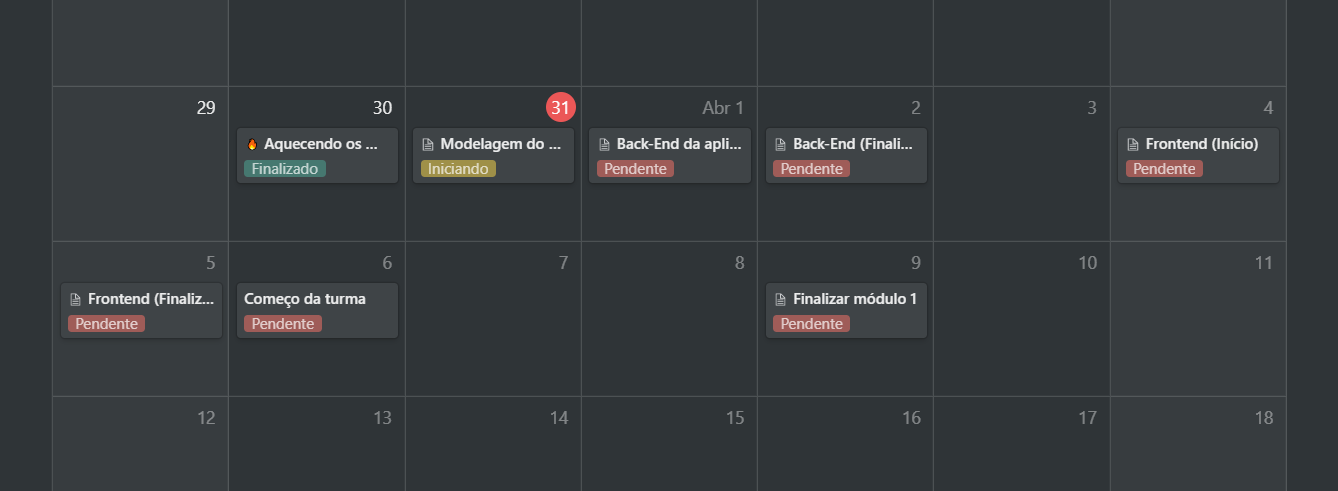 29 30 31 Abr 1 2 3 4
🔥 Aquecendo os ... Modelagem do ... Back-End da apli... Back-End (Finali... Frontend (Início)
Finalizado Iniciando Pendente Pendente Pendente
5 6 7 8 9 10 11
Frontend (Finaliz... Começo da turma Finalizar módulo 1
Pendente Pendente Pendente
12 13 14 15 16 17 18